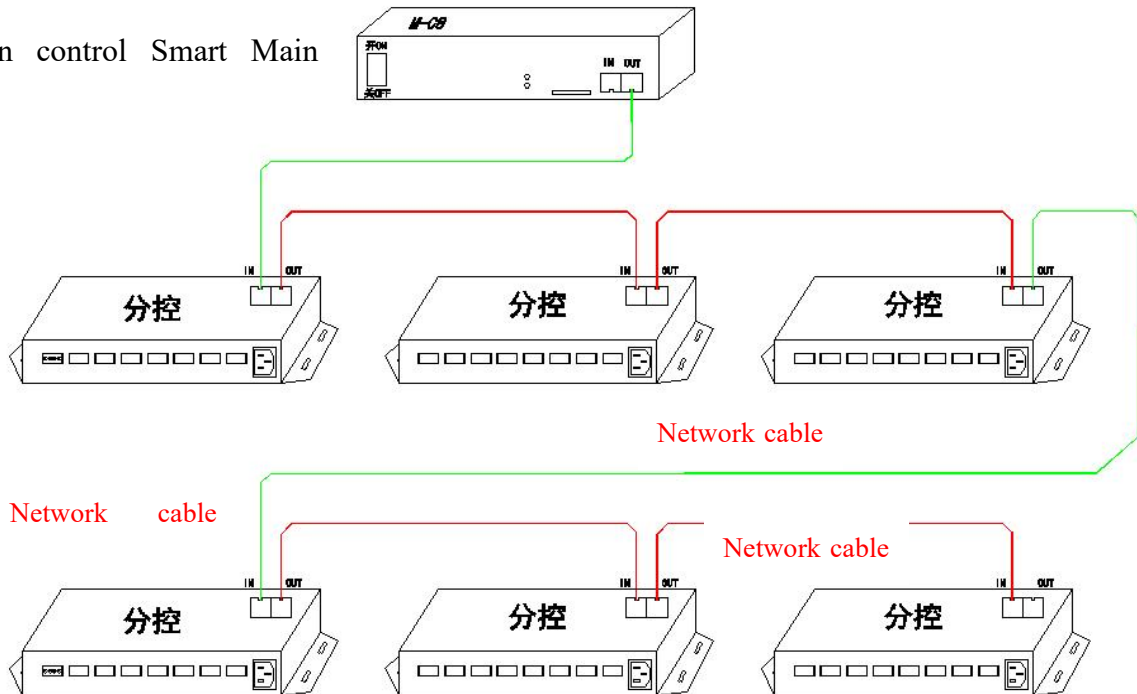 M-C8
n control Smart Main
开ON
IN OUT
关OFF
IN OUT
IN OUT
IN OUT
分控
分控
分控
Network cable
Network cable
Network cable
IN OUT
IN OUT
IN OUT
分控
分控
分控